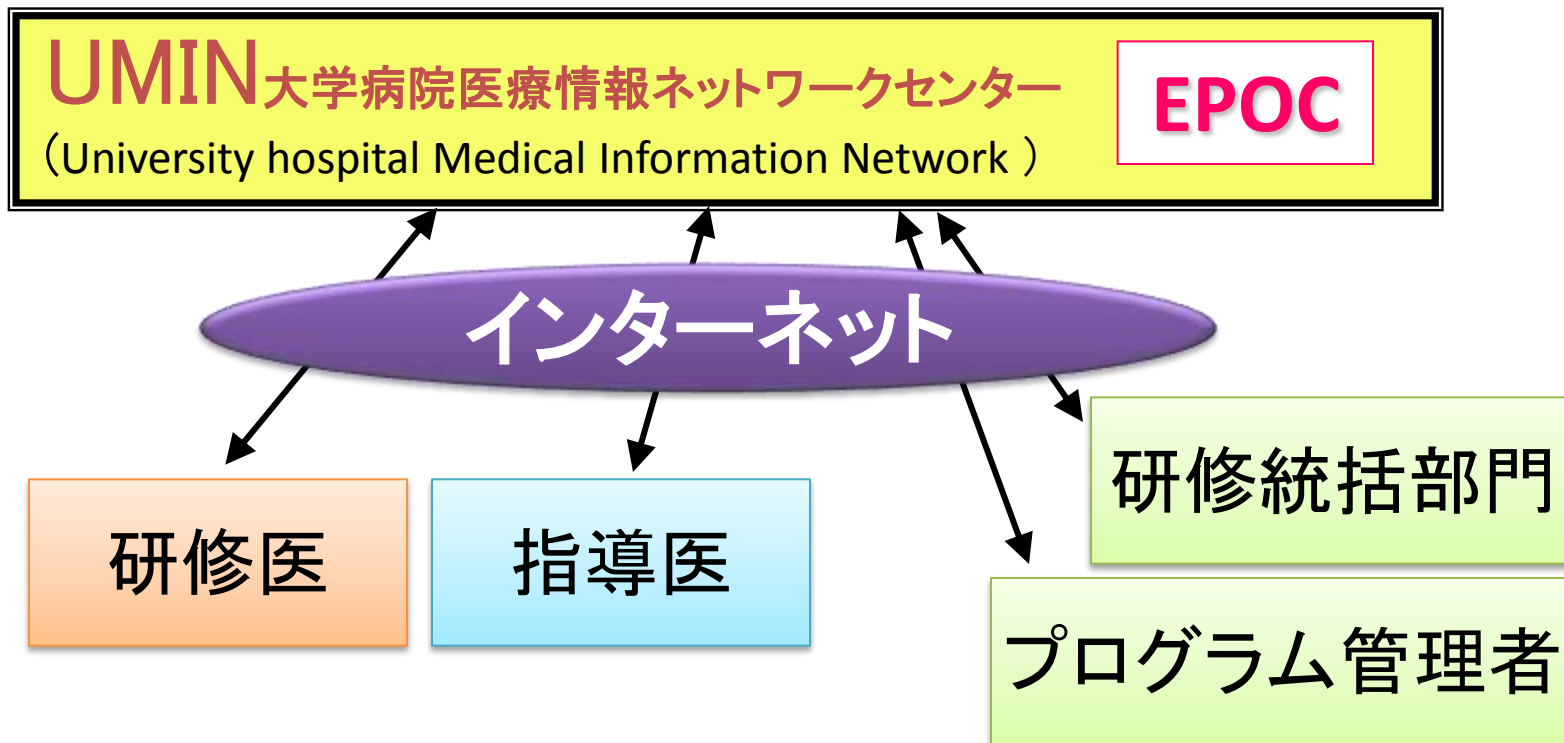 UMIN大学病院医療情報ネットワークセンター
EPOC
（University hospital Medical Information Network ）
インターネット
研修医
指導医
研修統括部門
プログラム管理者